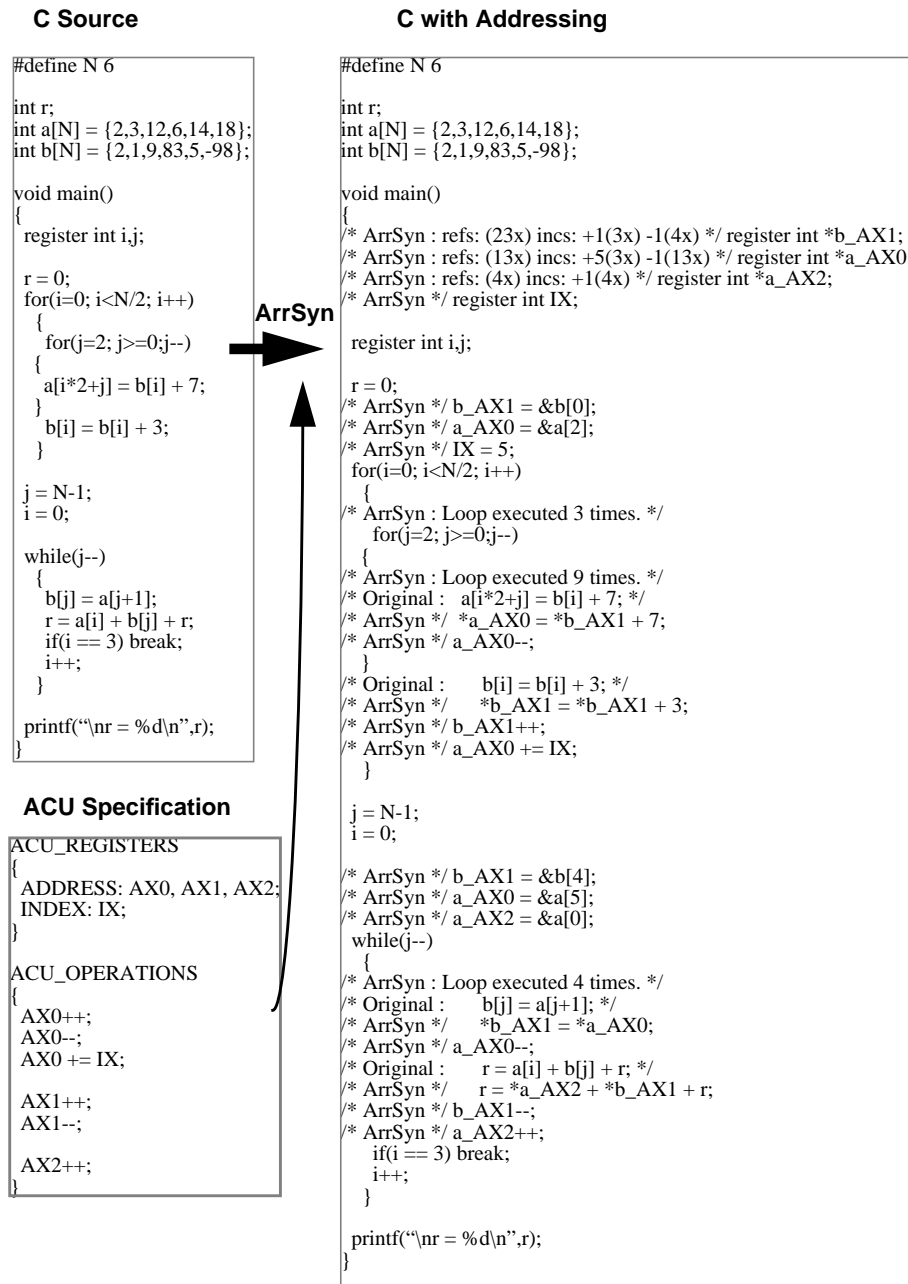 C Source
#define N 6
int r;
int a[N] = {2,3,12,6,14,18};
int b[N] = {2,1,9,83,5,-98};
void main()
{
register int i,j;
r = 0;
for(i=0; i<N/2; i++)
{
for(j=2; j>=0;j--)
{
a[i*2+j] = b[i] + 7;
}
b[i] = b[i] + 3;
}
j = N-1;
i = 0;
while(j--)
{
b[j] = a[j+1];
r = a[i] + b[j] + r;
if(i == 3) break;
i++;
}
printf(“\nr = %d\n”,r);
}
ACU Specification
ACU_REGISTERS
{
ADDRESS: AX0, AX1, AX2;
INDEX: IX;
}
ACU_OPERATIONS
{
AX0++;
AX0--;
AX0 += IX;
AX1++;
AX1--;
AX2++;
}
ArrSyn
C with Addressing
#define N 6
int r;
int a[N] = {2,3,12,6,14,18};
int b[N] = {2,1,9,83,5,-98};
void main()
{
/* ArrSyn : refs: (23x) incs: +1(3x) -1(4x) */ register int *b_AX1;
/* ArrSyn : refs: (13x) incs: +5(3x) -1(13x) */ register int *a_AX0
/* ArrSyn : refs: (4x) incs: +1(4x) */ register int *a_AX2;
/* ArrSyn */ register int IX;
register int i,j;
r = 0;
/* ArrSyn */ b_AX1 = &b[0];
/* ArrSyn */ a_AX0 = &a[2];
/* ArrSyn */ IX = 5;
for(i=0; i<N/2; i++)
{
/* ArrSyn : Loop executed 3 times. */
for(j=2; j>=0;j--)
{
/* ArrSyn : Loop executed 9 times. */
/* Original : a[i*2+j] = b[i] + 7; */
/* ArrSyn */ *a_AX0 = *b_AX1 + 7;
/* ArrSyn */ a_AX0--;
}
/* Original : b[i] = b[i] + 3; */
/* ArrSyn */ *b_AX1 = *b_AX1 + 3;
/* ArrSyn */ b_AX1++;
/* ArrSyn */ a_AX0 += IX;
}
j = N-1;
i = 0;
/* ArrSyn */ b_AX1 = &b[4];
/* ArrSyn */ a_AX0 = &a[5];
/* ArrSyn */ a_AX2 = &a[0];
while(j--)
{
/* ArrSyn : Loop executed 4 times. */
/* Original : b[j] = a[j+1]; */
/* ArrSyn */ *b_AX1 = *a_AX0;
/* ArrSyn */ a_AX0--;
/* Original : r = a[i] + b[j] + r; */
/* ArrSyn */ r = *a_AX2 + *b_AX1 + r;
/* ArrSyn */ b_AX1--;
/* ArrSyn */ a_AX2++;
if(i == 3) break;
i++;
}
printf(“\nr = %d\n”,r);
}